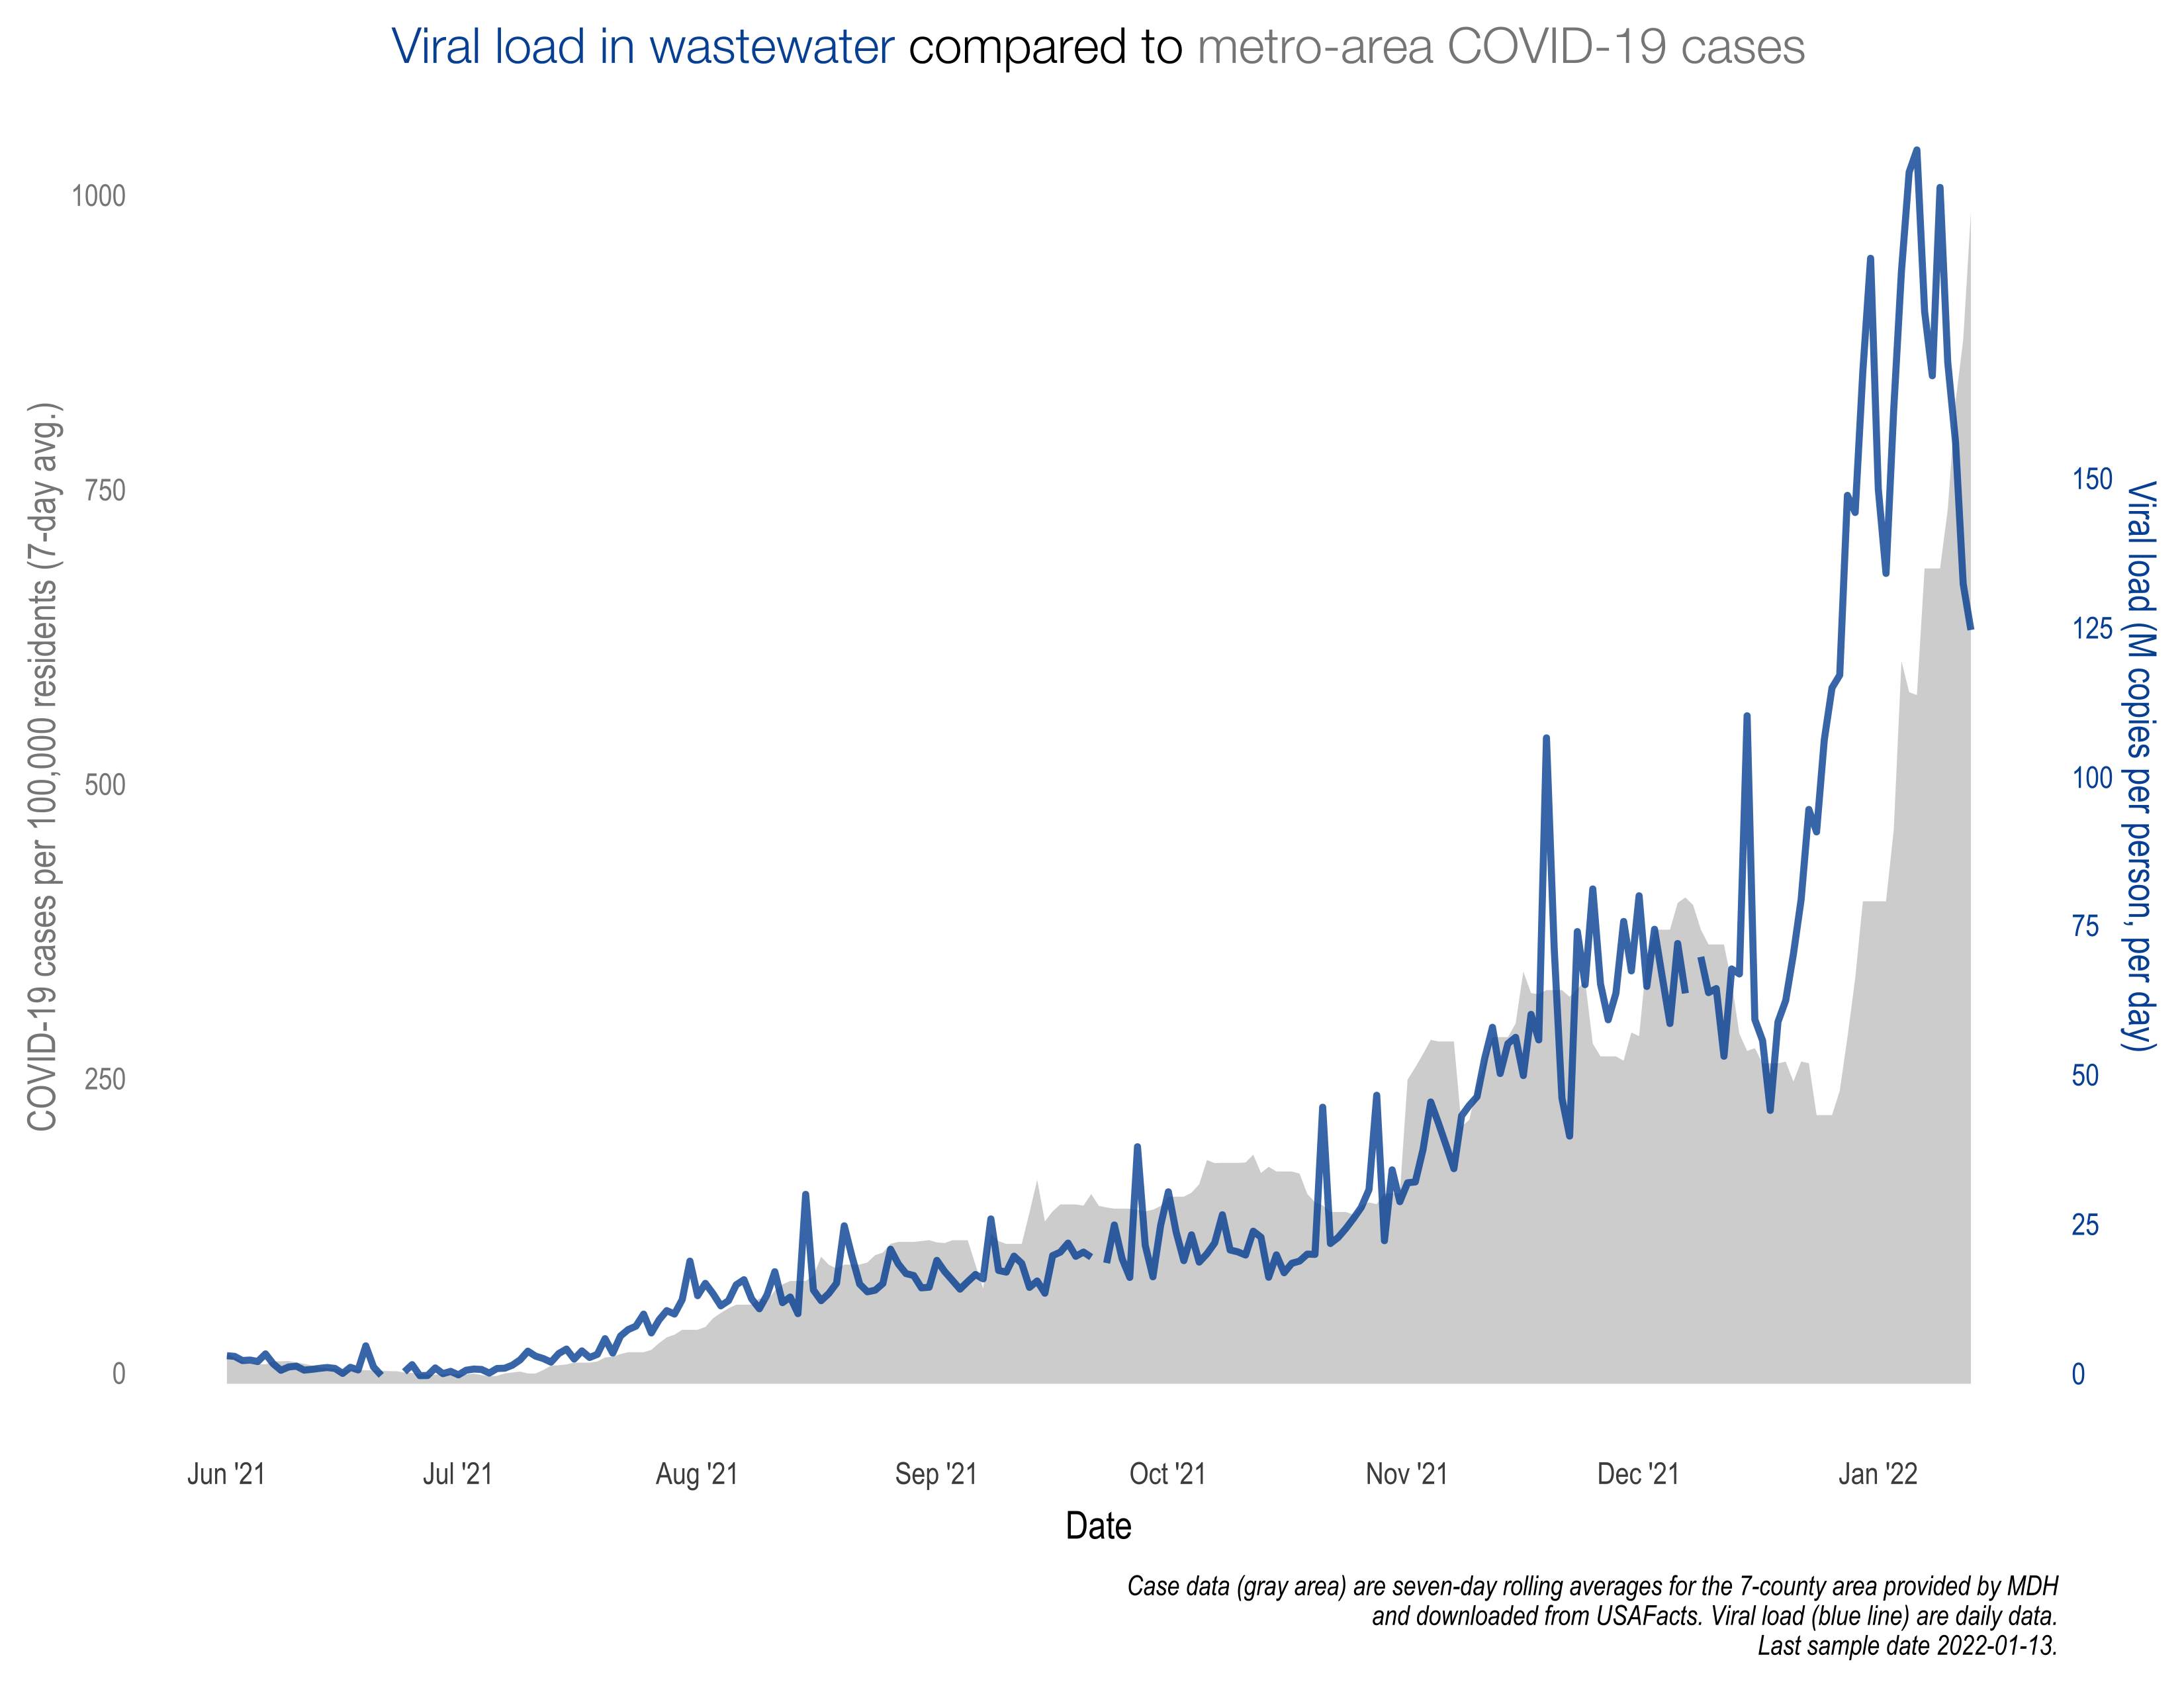 Viral load in wastewater compared to metro-area COVID-19 cases
COVID-19 cases per 100,000 residents (7-day avg.)
1000
750
500
250
0
150
125
100
75
50
25
0
Viral load (M copies per person, per day)
Jun '21 Jul '21 Aug '21 Sep '21 Oct '21 Nov '21 Dec '21 Jan '22
Date
Case data (gray area) are seven-day rolling averages for the 7-county area provided by MDH
and downloaded from USAFacts. Viral load (blue line) are daily data.
Last sample date 2022-01-13.